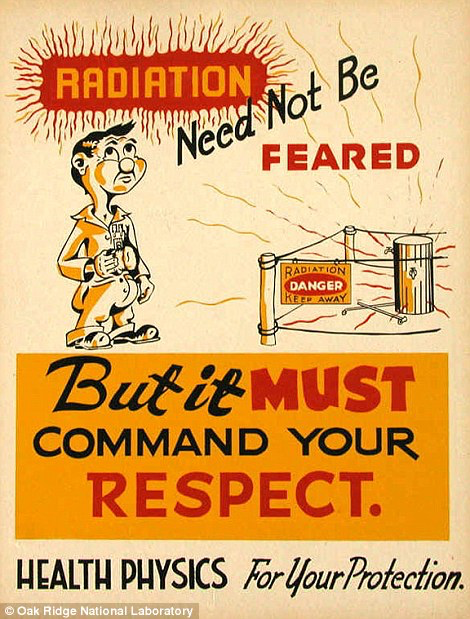 RADIATION
Need Not Be
FEARED
RADIATION
DANGER
KEEP AWAY
But it MUST
COMMAND YOUR
RESPECT.
HEALTH PHYSICS For Your Protection.
© Oak Ridge National Laboratory